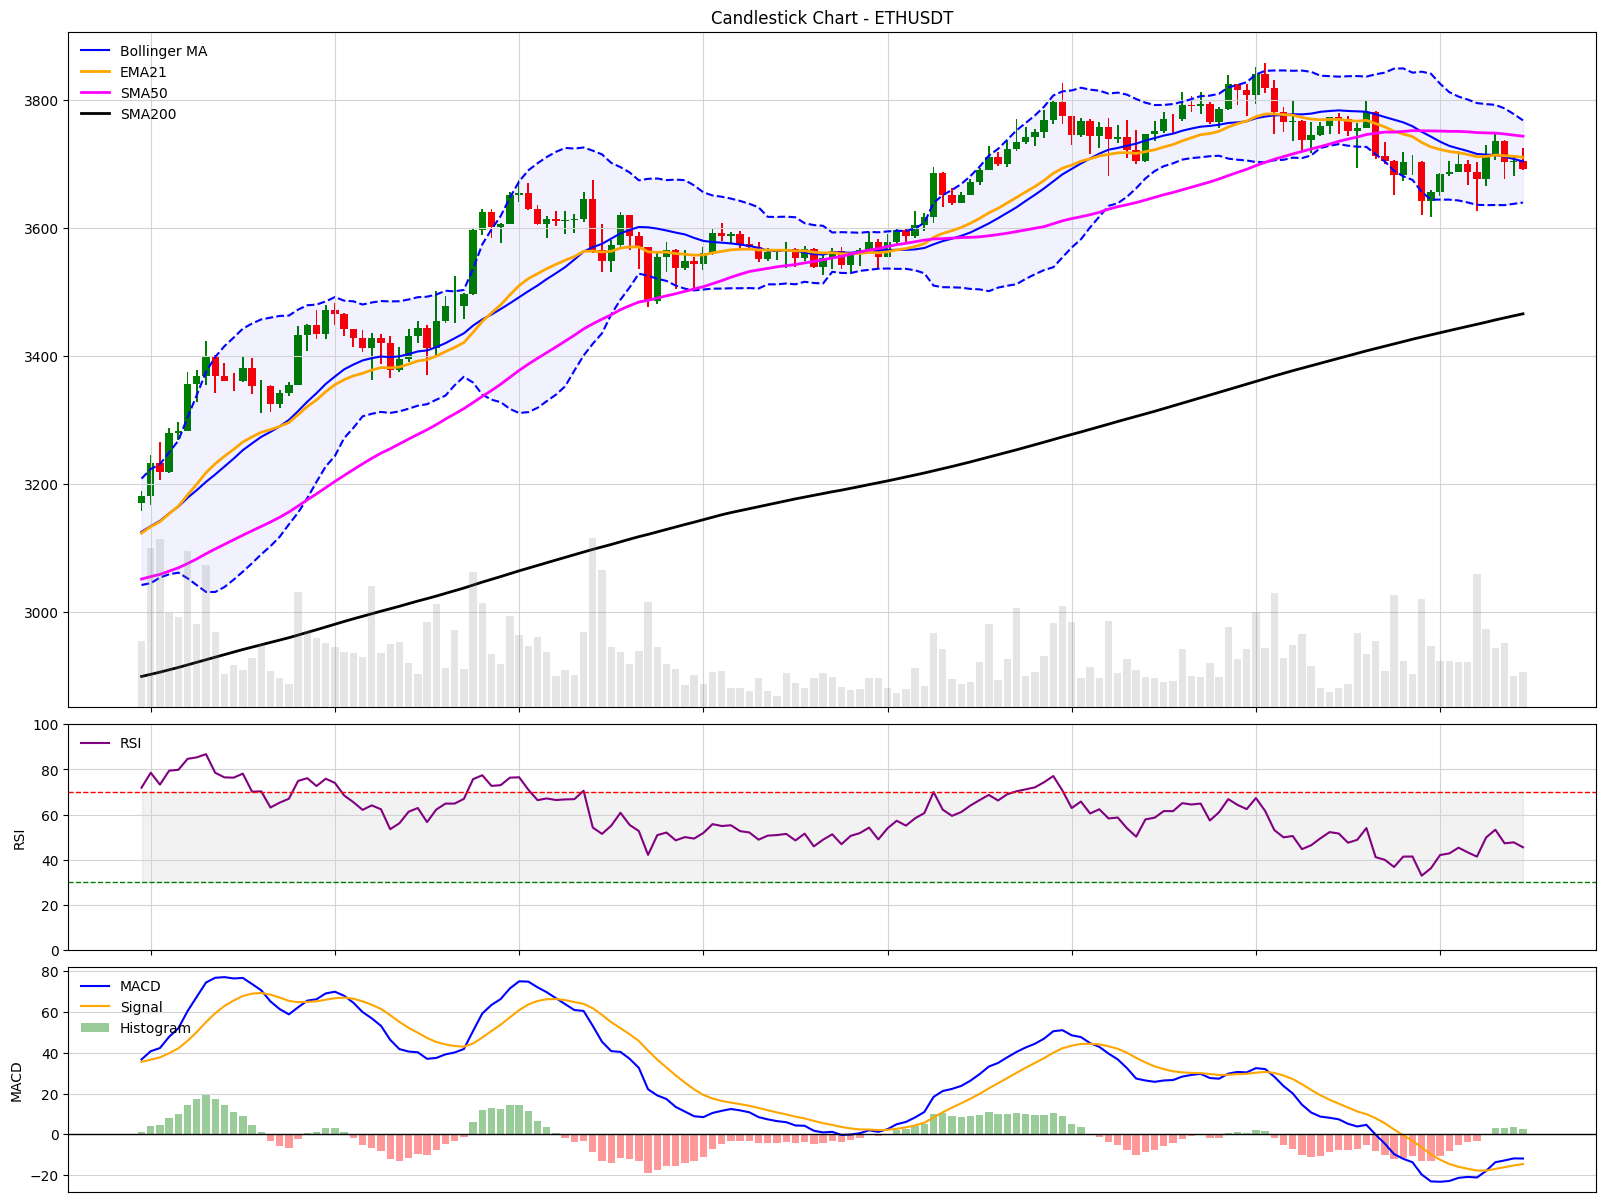 Candlestick Chart - ETHUSDT
Bollinger MA
EMA21
SMA50
SMA200
3800
3600
3400
3200
3000
RSI
100
80
60
40
20
0
RSI
MACD
Signal
Histogram
80
60
40
20
0
−20
MACD